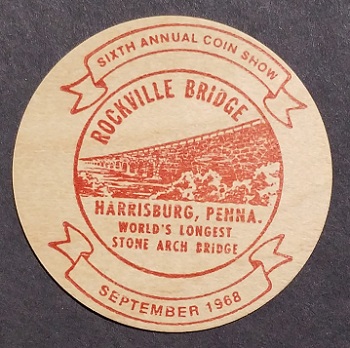 SIXTH ANNUAL COIN SHOW
ROCKVILLE BRIDGE
HARRISBURG, PENNA.
WORLD'S LONGEST
STONE ARCH BRIDGE
SEPTEMBER 1968